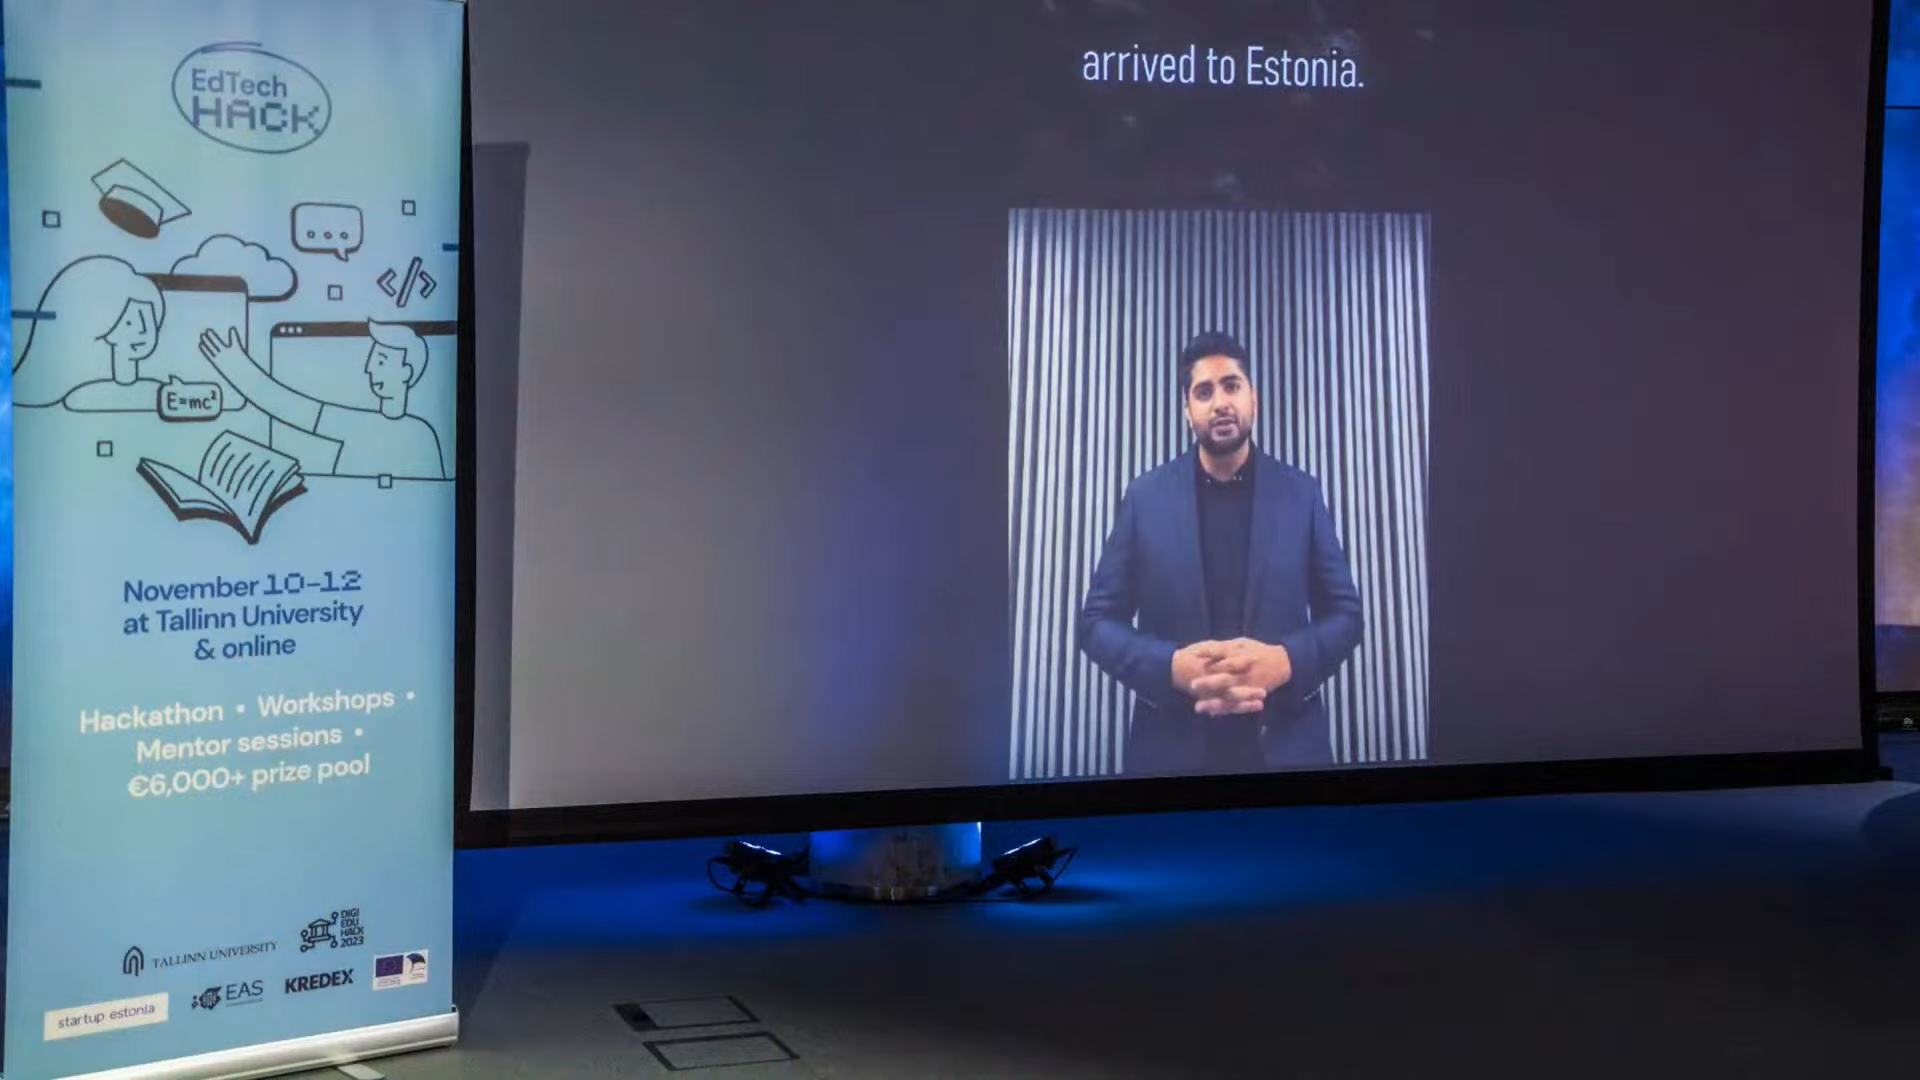 EdTech
HACK
E=mc²
November 10-12
at Tallinn University
& online
Hackathon • Workshops •
Mentor sessions •
€6,000+ prize pool
TALLINN UNIVERSITY
DIGI
EDU
HACK
2023
startup estonia
EAS
KREDEX
arrived to Estonia.